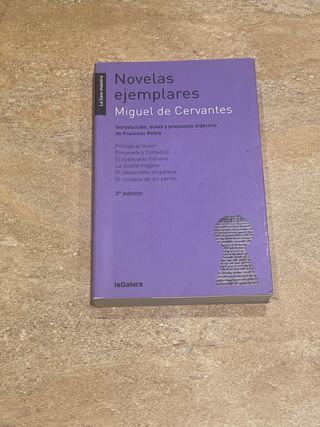 La llave maestra
Novelas
ejemplares
Miguel de Cervantes
Introducción, notas y propuesta didáctica
de Francesc Reina
Prólogo al lector
Rinconete y Cortadillo
El licenciado Vidriera
La ilustre fregona
El casamiento engañoso
El coloquio de los perros
3ª edición
laGalera